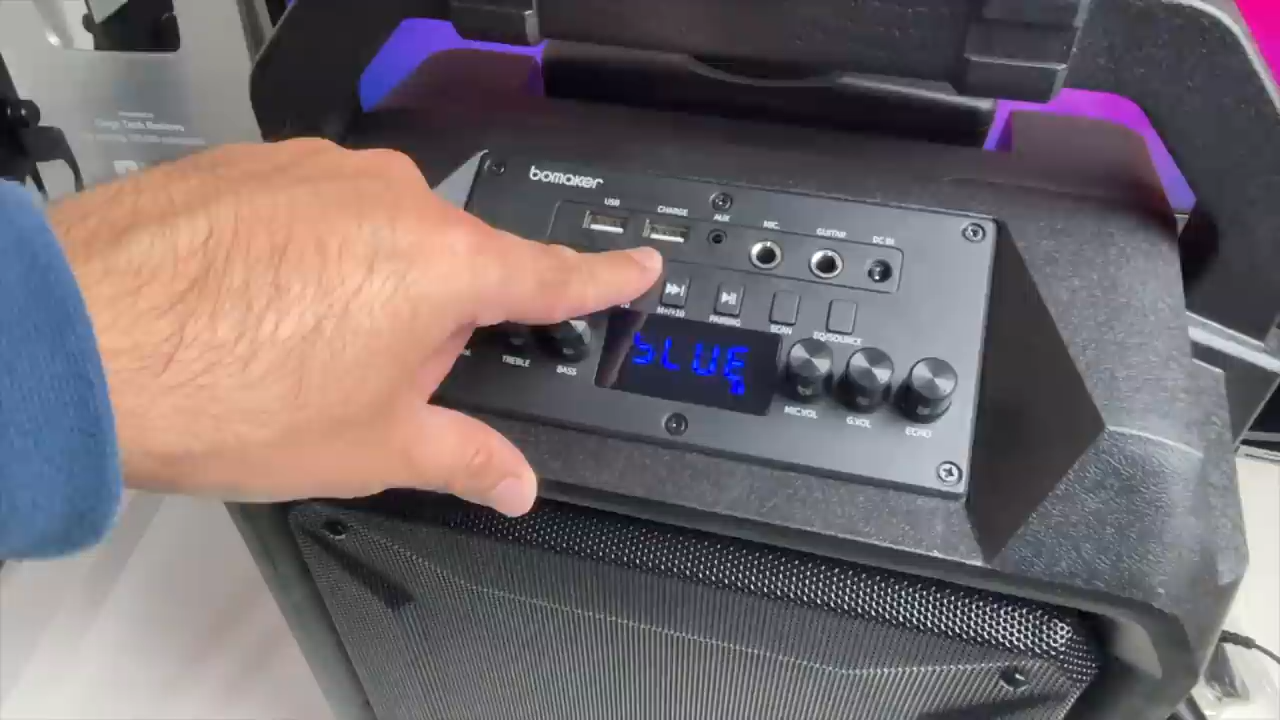 bomaker
USB CHARGE AUX MIC. GUITAR DC IN
M+/+10 PAIRING SCAN EQ/SOURCE
TREBLE BASS
bLUE
MIC.VOL G.VOL ECHO